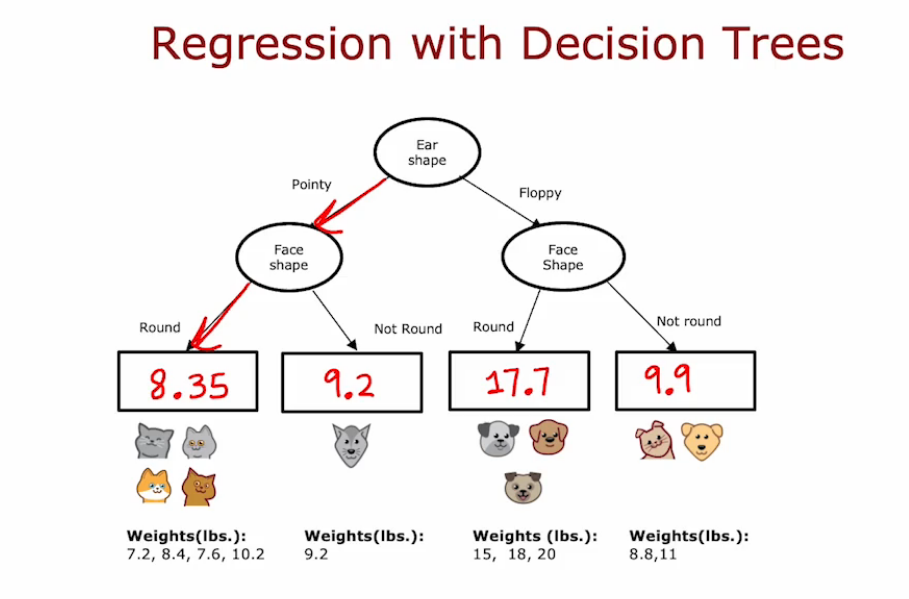 Regression with Decision Trees
Ear
shape
Pointy
Floppy
Face
shape
Face
Shape
Round
Not Round
Round
Not round
8.35
9.2
17.7
9.9
Weights(lbs.):
7.2, 8.4, 7.6, 10.2
Weights(lbs.):
9.2
Weights (lbs.):
15, 18, 20
Weights(lbs.):
8.8,11